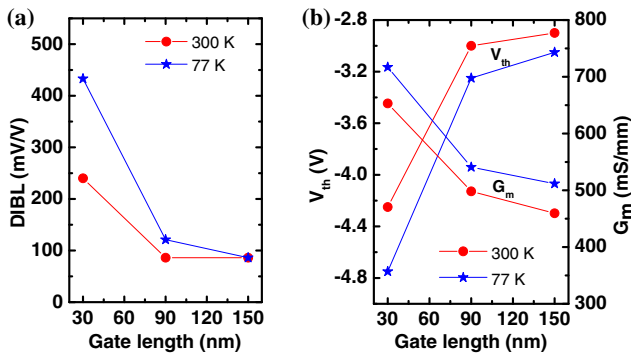 (a)
DIBL (mV/V)
500
400
300
200
100
0
300 K
77 K
30 60 90 120 150
Gate length (nm)
(b)
V_th (V)
-2.8
-3.2
-3.6
-4.0
-4.4
-4.8
V_th
G_m
300 K
77 K
30 60 90 120 150
Gate length (nm)
800
700
600
500
400
300
G_m (mS/mm)